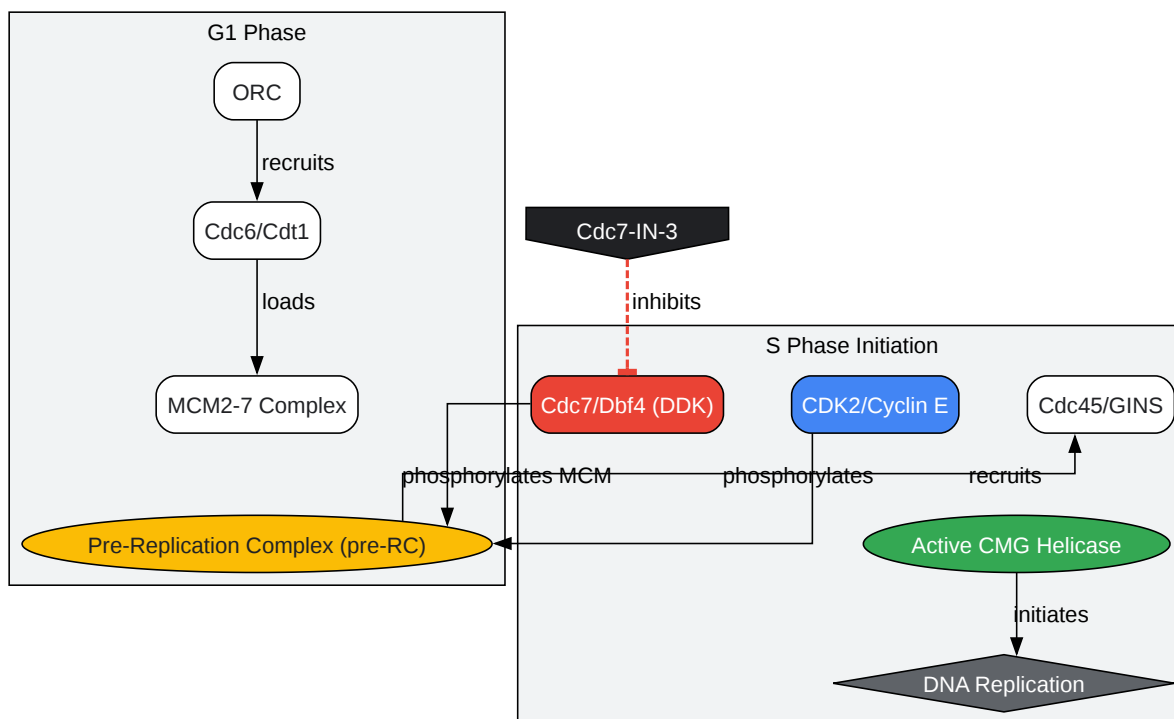 G1 Phase
ORC
recruits
Cdc6/Cdt1
loads
MCM2-7 Complex
Pre-Replication Complex (pre-RC)
Cdc7-IN-3
inhibits
S Phase Initiation
Cdc7/Dbf4 (DDK)
CDK2/Cyclin E
Cdc45/GINS
phosphorylates MCM
phosphorylates
recruits
Active CMG Helicase
initiates
DNA Replication